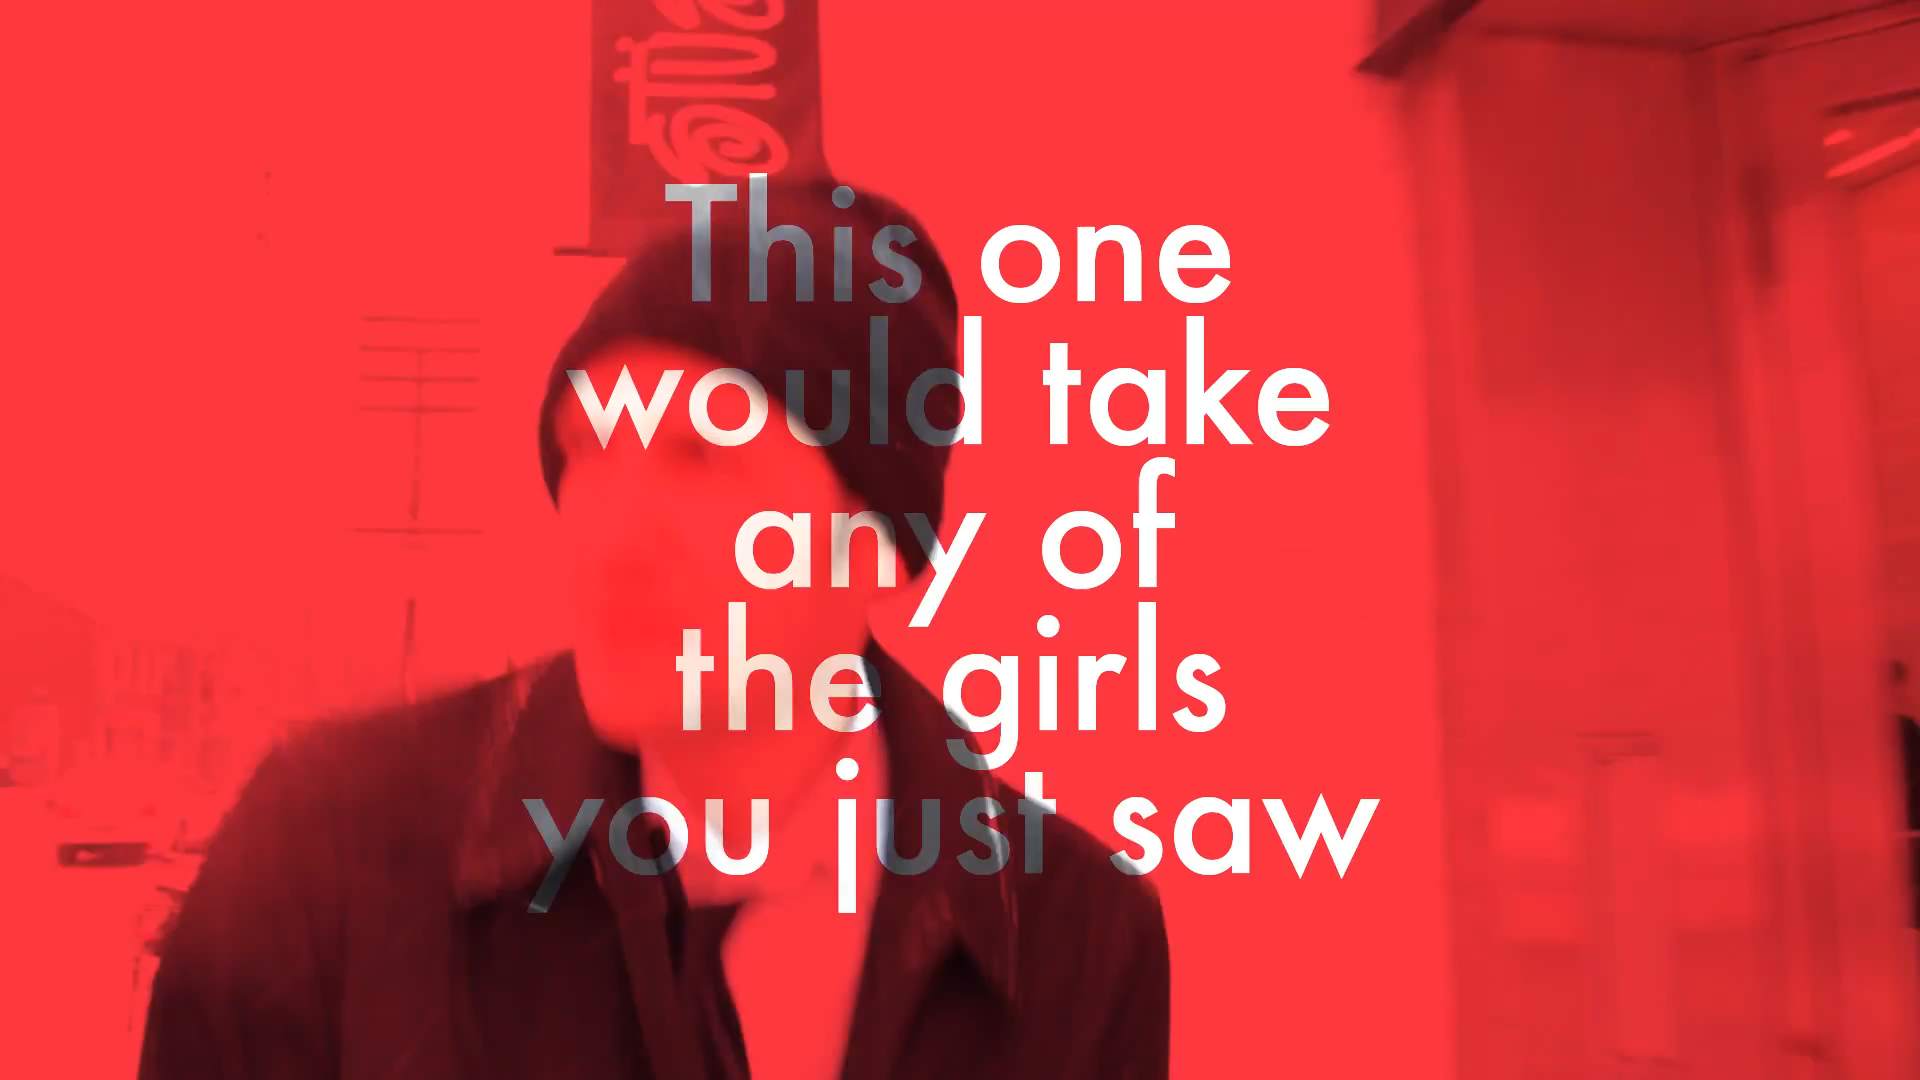 This one
would take
any of
the girls
you just saw